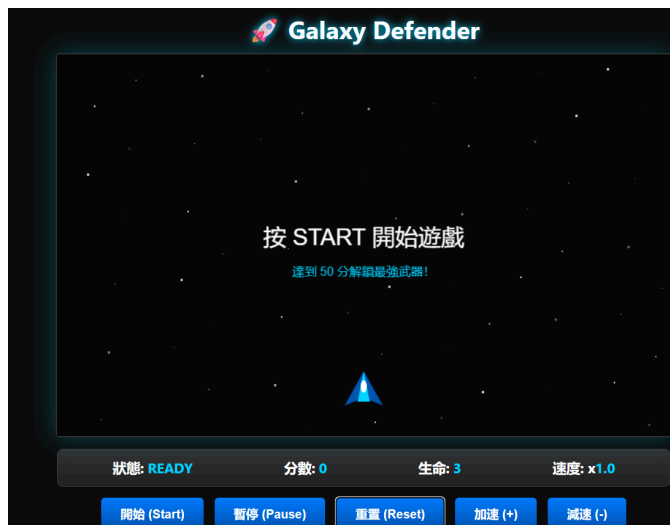 🚀 Galaxy Defender
按 START 開始遊戲
達到 50 分解鎖最強武器!
狀態: READY 分數: 0 生命: 3 速度: x1.0
開始 (Start) 暫停 (Pause) 重置 (Reset) 加速 (+) 減速 (-)